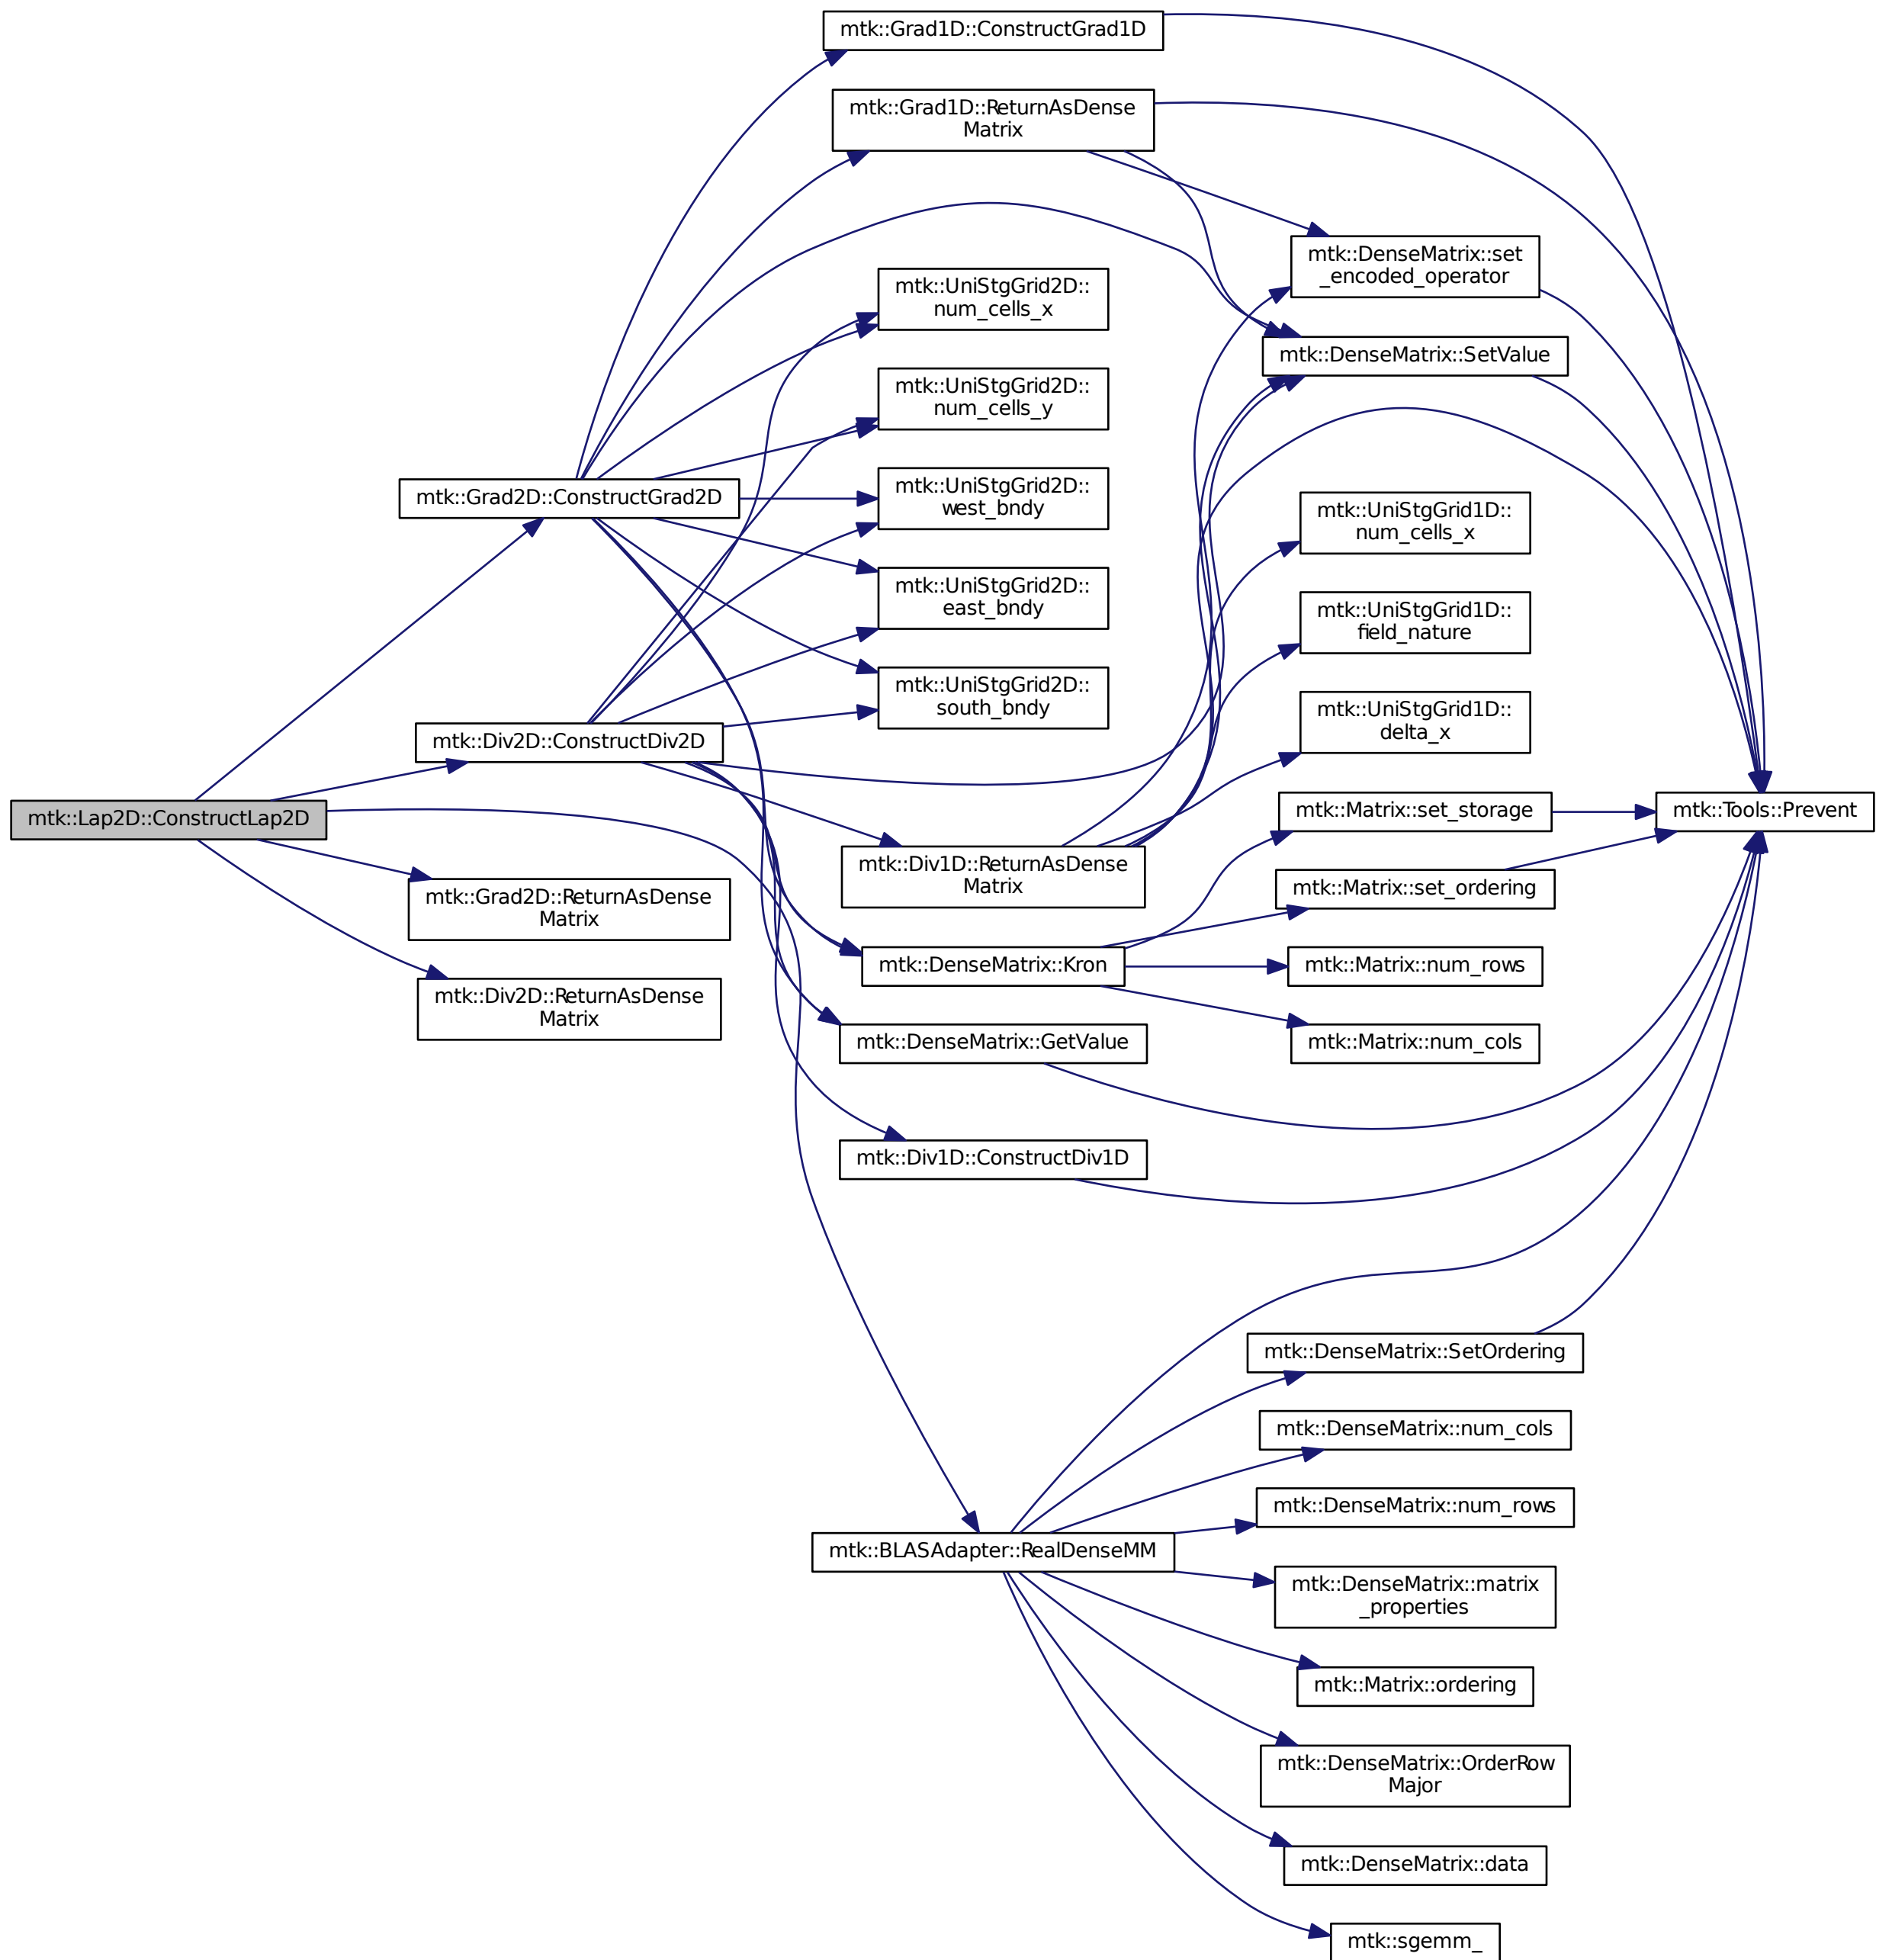 mtk::Lap2D::ConstructLap2D
mtk::Grad2D::ConstructGrad2D
mtk::Div2D::ConstructDiv2D
mtk::Grad2D::ReturnAsDense
Matrix
mtk::Div2D::ReturnAsDense
Matrix
mtk::Grad1D::ConstructGrad1D
mtk::Grad1D::ReturnAsDense
Matrix
mtk::UniStgGrid2D::
num_cells_x
mtk::UniStgGrid2D::
num_cells_y
mtk::UniStgGrid2D::
west_bndy
mtk::UniStgGrid2D::
east_bndy
mtk::UniStgGrid2D::
south_bndy
mtk::Div1D::ReturnAsDense
Matrix
mtk::DenseMatrix::Kron
mtk::DenseMatrix::GetValue
mtk::Div1D::ConstructDiv1D
mtk::BLASAdapter::RealDenseMM
mtk::DenseMatrix::set
_encoded_operator
mtk::DenseMatrix::SetValue
mtk::UniStgGrid1D::
num_cells_x
mtk::UniStgGrid1D::
field_nature
mtk::UniStgGrid1D::
delta_x
mtk::Matrix::set_storage
mtk::Matrix::set_ordering
mtk::Matrix::num_rows
mtk::Matrix::num_cols
mtk::DenseMatrix::SetOrdering
mtk::DenseMatrix::num_cols
mtk::DenseMatrix::num_rows
mtk::DenseMatrix::matrix
_properties
mtk::Matrix::ordering
mtk::DenseMatrix::OrderRow
Major
mtk::DenseMatrix::data
mtk::sgemm_
mtk::Tools::Prevent